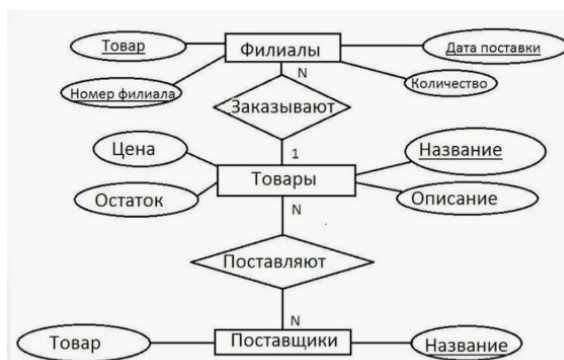 Товар
Филиалы
Дата поставки
Номер филиала
N
Количество
Заказывают
Цена
1
Название
Товары
Остаток
Описание
N
Поставляют
N
Товар
Поставщики
Название